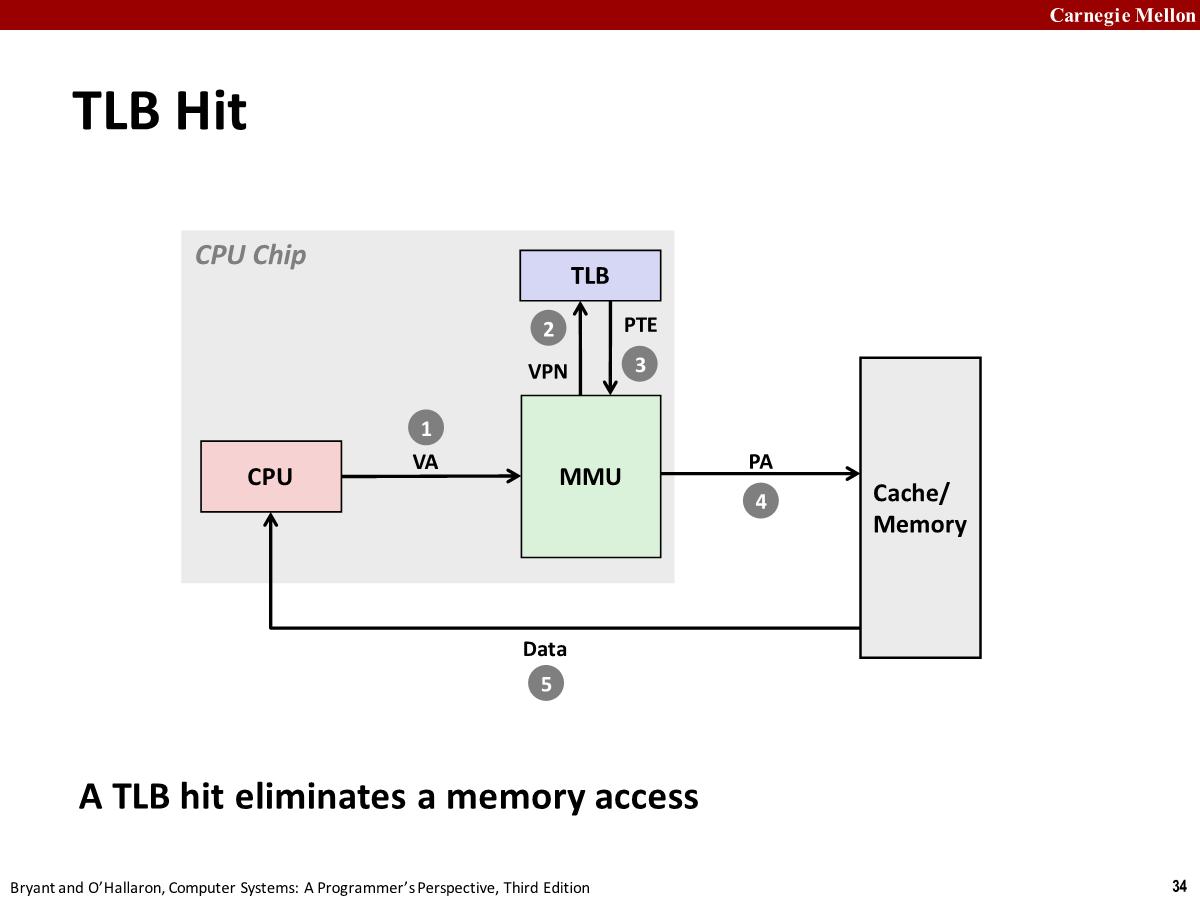 Carnegie Mellon
TLB Hit
CPU Chip
TLB
2
PTE
3
VPN
1
VA
CPU
MMU
PA
4
Cache/
Memory
Data
5
A TLB hit eliminates a memory access
Bryant and O’Hallaron, Computer Systems: A Programmer’s Perspective, Third Edition
34